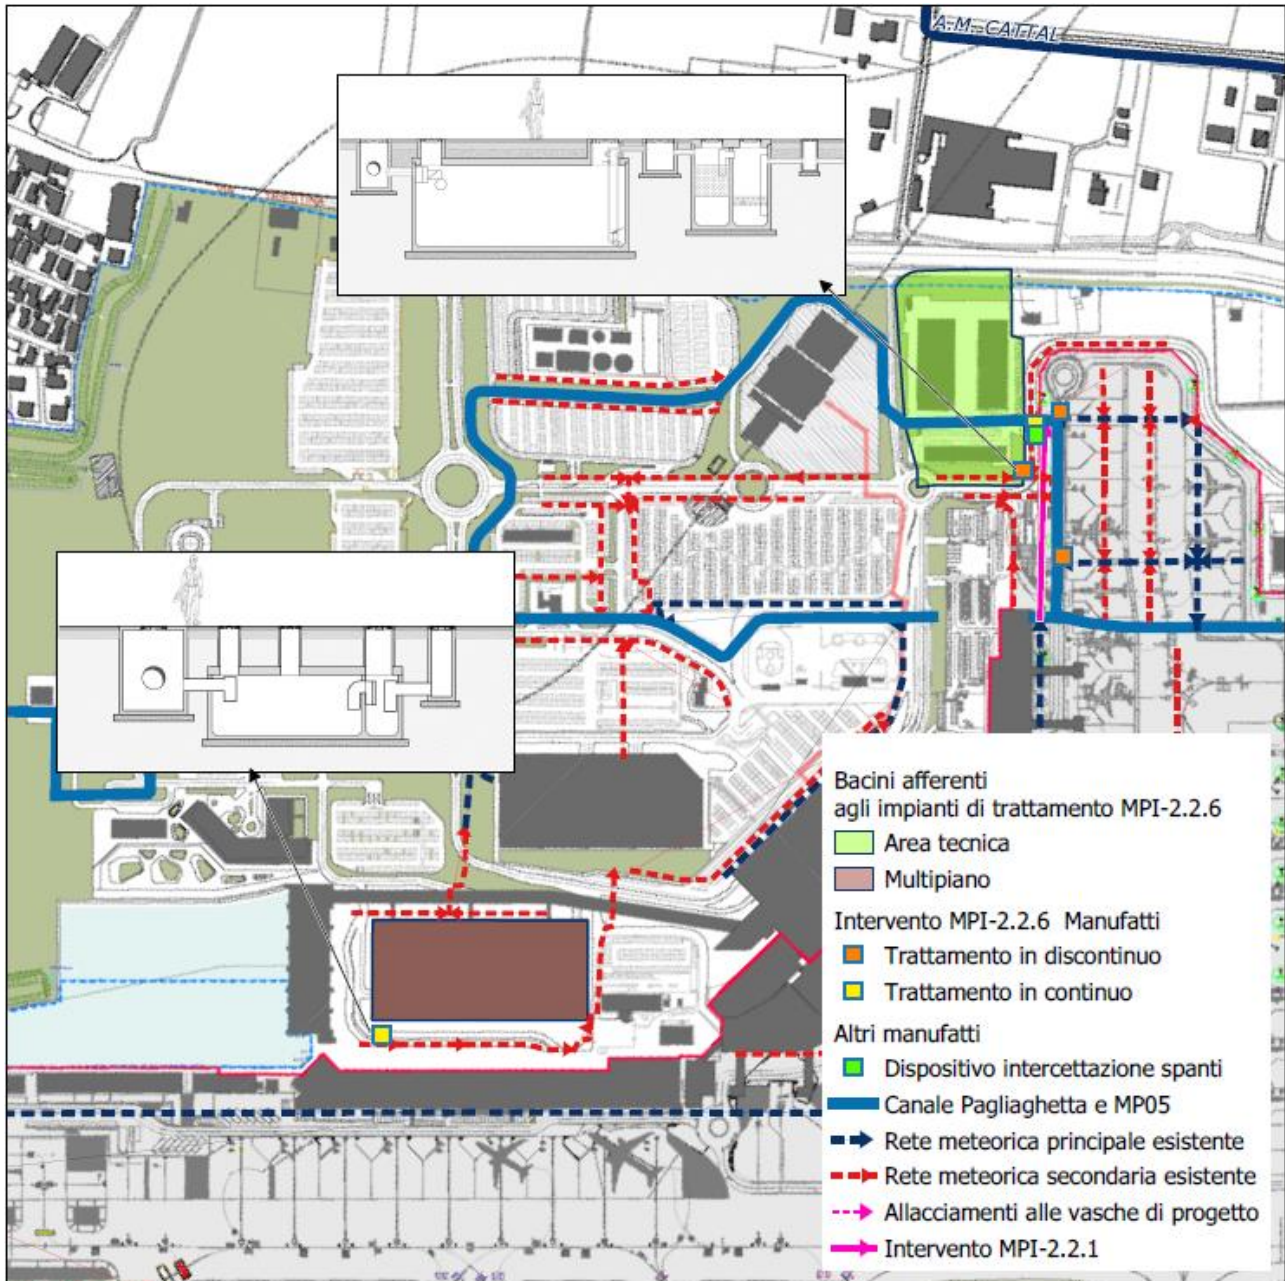 A.M. CATTAL
Bacini afferenti
agli impianti di trattamento MPI-2.2.6
Area tecnica
Multipiano
Intervento MPI-2.2.6 Manufatti
Trattamento in discontinuo
Trattamento in continuo
Altri manufatti
Dispositivo intercettazione spanti
Canale Pagliaghetta e MP05
Rete meteorica principale esistente
Rete meteorica secondaria esistente
Allacciamenti alle vasche di progetto
Intervento MPI-2.2.1